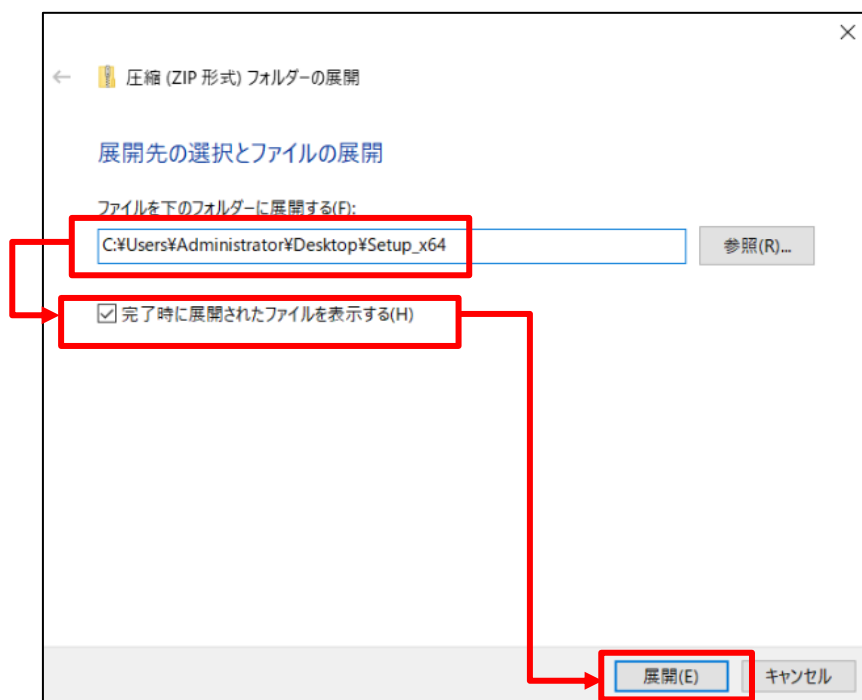 圧縮 (ZIP 形式) フォルダーの展開
展開先の選択とファイルの展開
ファイルを下のフォルダーに展開する(F):
C:¥Users¥Administrator¥Desktop¥Setup_x64
参照(R)...
完了時に展開されたファイルを表示する(H)
展開(E)
キャンセル